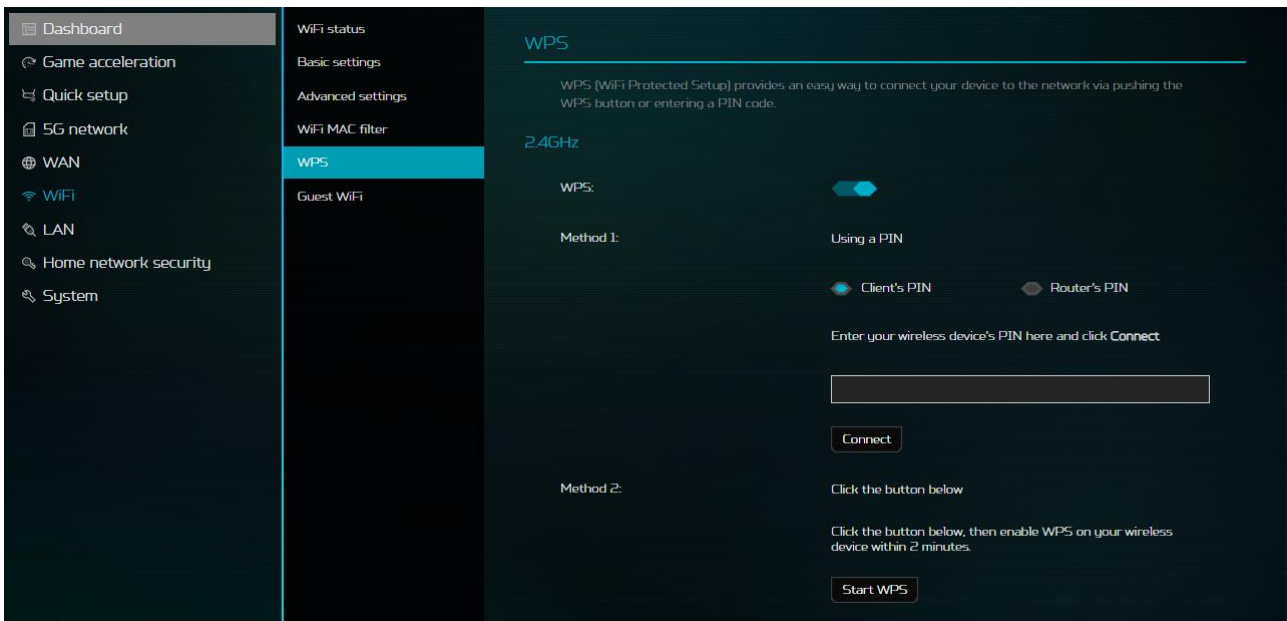 Dashboard
Game acceleration
Quick setup
5G network
WAN
WiFi
LAN
Home network security
System
WiFi status
Basic settings
Advanced settings
WiFi MAC filter
WPS
Guest WiFi
WPS
WPS (WiFi Protected Setup) provides an easy way to connect your device to the network via pushing the
WPS button or entering a PIN code.
2.4GHz
WPS:
Method 1:
Using a PIN
Client's PIN
Router's PIN
Enter your wireless device's PIN here and click Connect
Connect
Method 2:
Click the button below
Click the button below, then enable WPS on your wireless
device within 2 minutes.
Start WPS